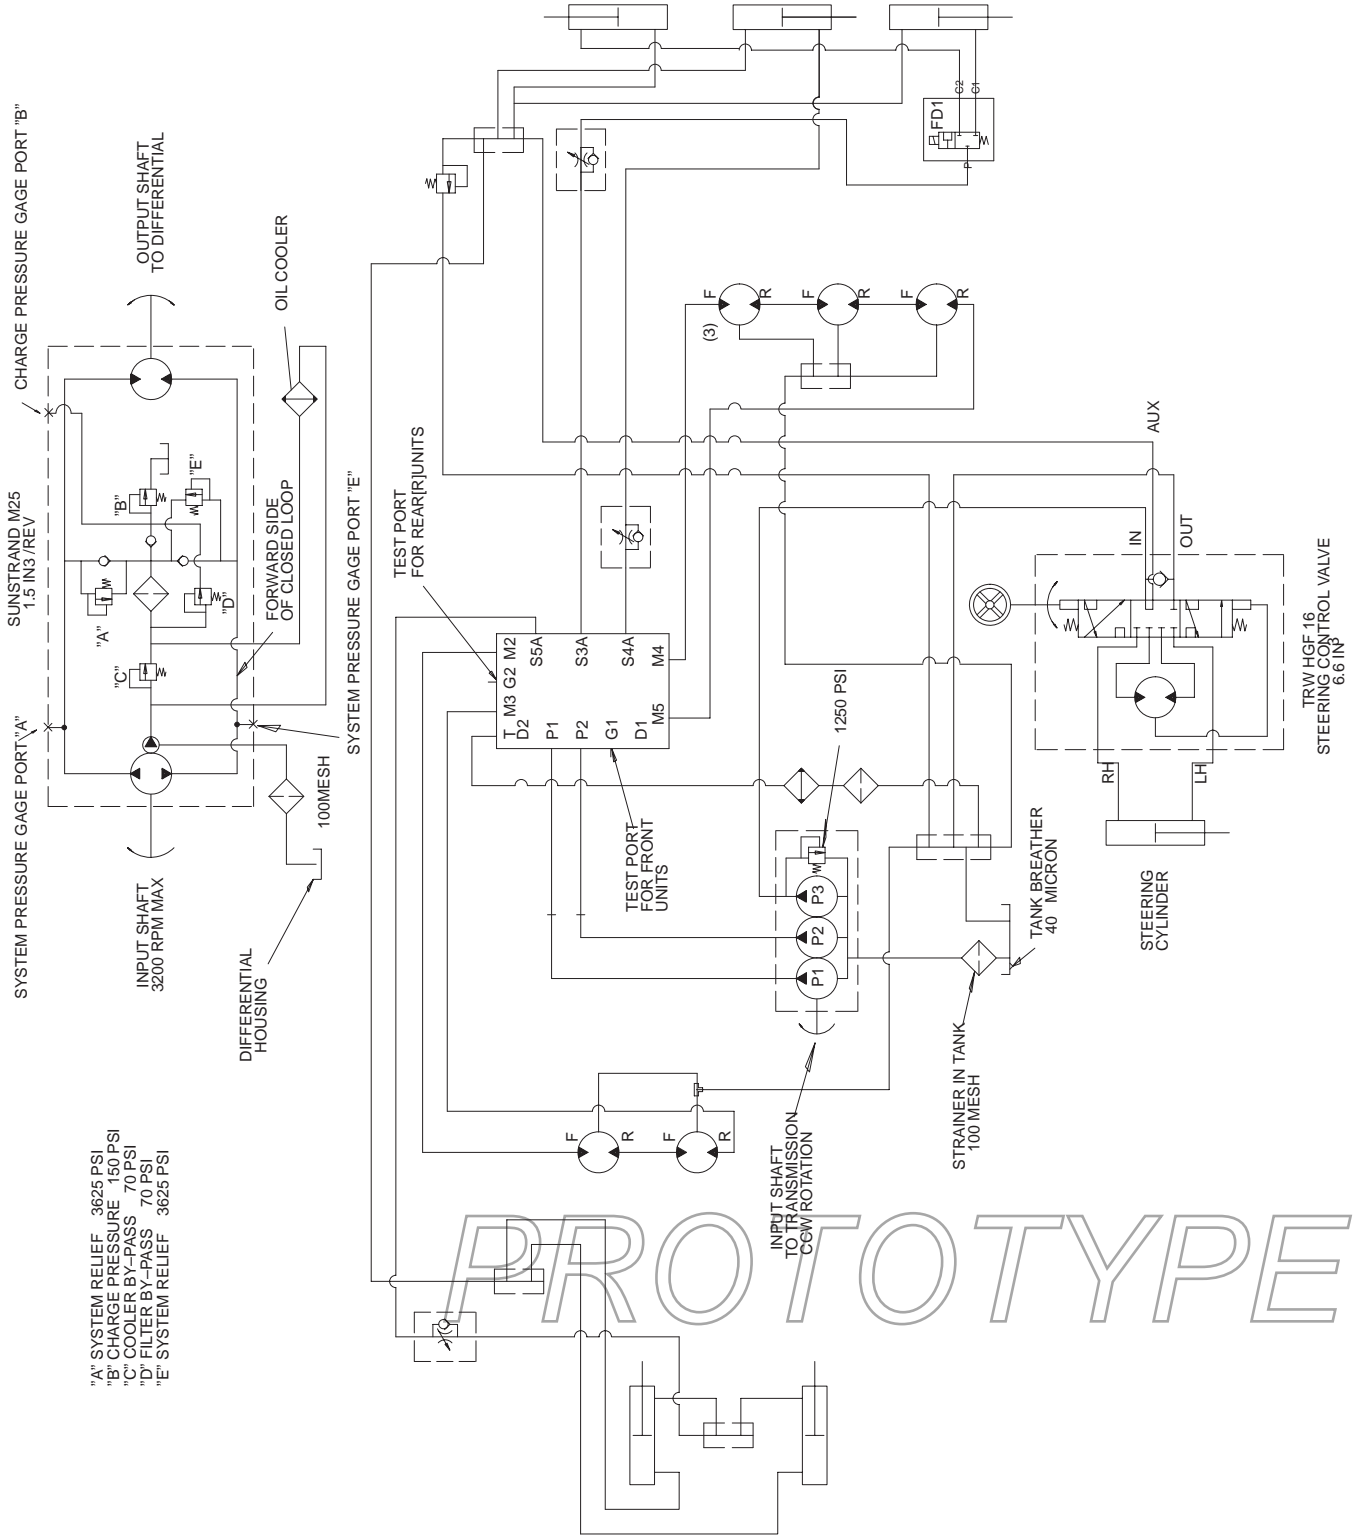 SYSTEM PRESSURE GAGE PORT "A"
SUNSTRAND M25
1.5 IN3 /REV
CHARGE PRESSURE GAGE PORT "B"
INPUT SHAFT
3200 RPM MAX
OUTPUT SHAFT
TO DIFFERENTIAL
"A"
"B"
"C"
"D"
"E"
FORWARD SIDE
OF CLOSED LOOP
OIL COOLER
100MESH
DIFFERENTIAL
HOUSING
SYSTEM PRESSURE GAGE PORT "E"
"A" SYSTEM RELIEF 3625 PSI
"B" CHARGE PRESSURE 150 PSI
"C" COOLER BY–PASS 70 PSI
"D" FILTER BY–PASS 70 PSI
"E" SYSTEM RELIEF 3625 PSI
TEST PORT
FOR REAR[R]UNITS
T M3 G2 M2
D2
S5A
P1
P2
S3A
G1
S4A
D1
M5 M4
TEST PORT
FOR FRONT
UNITS
1250 PSI
P1 P2 P3
INPUT SHAFT
TO TRANSMISSION
CCW ROTATION
STRAINER IN TANK
100 MESH
TANK BREATHER
40 MICRON
F
R
F
R
(3)
F
R
F
R
F
R
FD1
P
C2
C1
AUX
IN
OUT
RH
LH
STEERING
CYLINDER
TRW HGF 16
STEERING CONTROL VALVE
6.6 IN3
PROTOTYPE